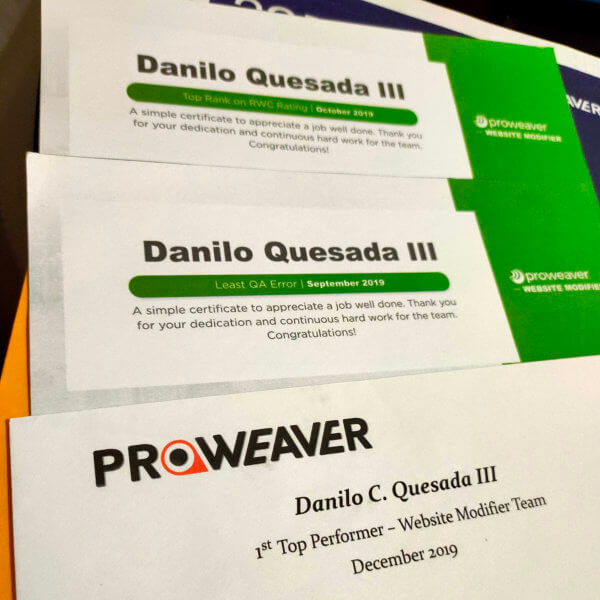 Danilo Quesada III
Top Rank on RWC Rating | October 2019
A simple certificate to appreciate a job well done. Thank you
for your dedication and continuous hard work for the team.
Congratulations!
proweaver
WEBSITE MODIFIER
AVER
Danilo Quesada III
Least QA Error | September 2019
A simple certificate to appreciate a job well done. Thank you
for your dedication and continuous hard work for the team.
Congratulations!
proweaver
WEBSITE MODIFIER
PROWEAVER
Danilo C. Quesada III
1st Top Performer – Website Modifier Team
December 2019